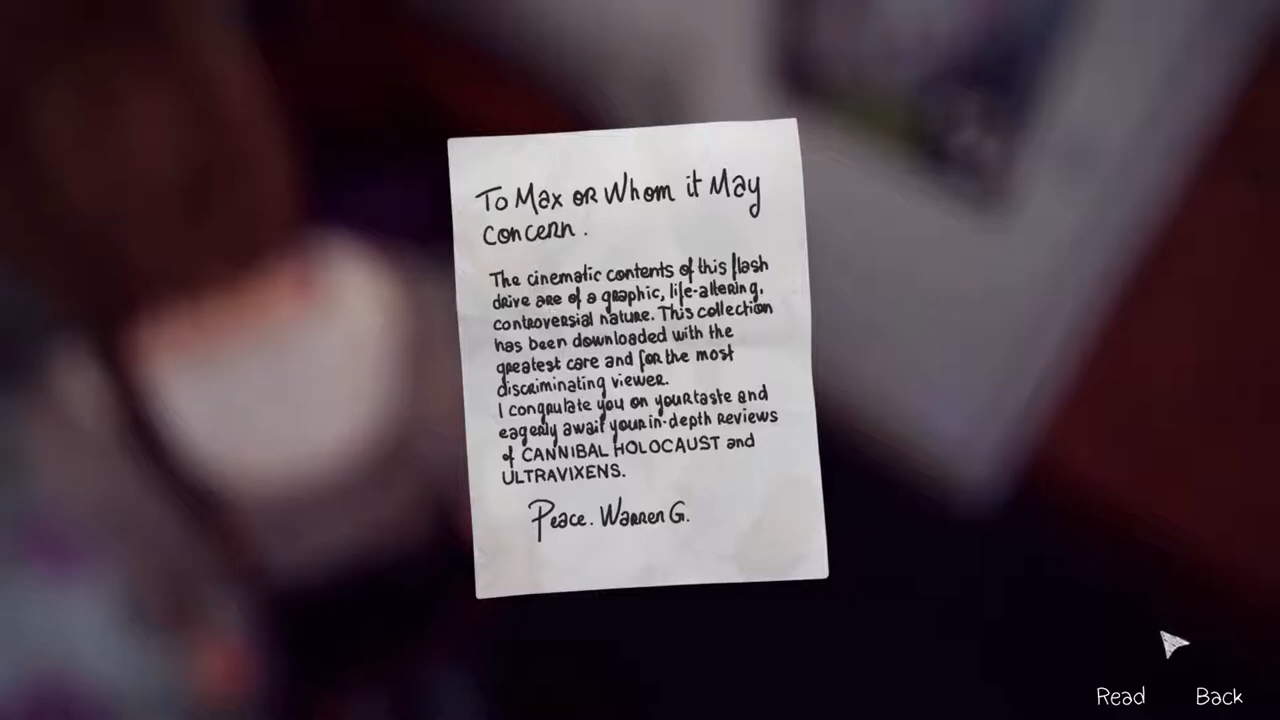 To Max or Whom it May
Concern.
The cinematic contents of this flash
drive are of a graphic, life-altering,
controversial nature. This collection
has been downloaded with the
greatest care and for the most
discriminating viewer.
I congrulate you on your taste and
eagerly await your in-depth reviews
of CANNIBAL HOLOCAUST and
ULTRAVIXENS.
Peace. Warren G.
Read Back